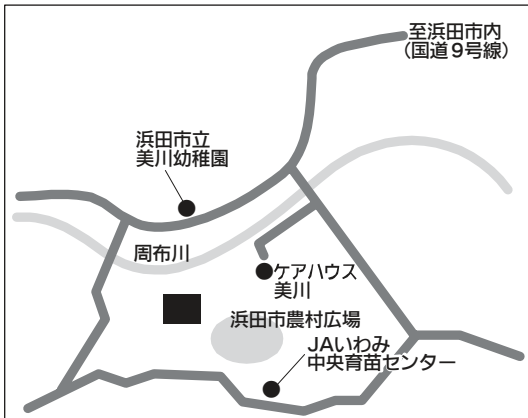 至浜田市内
(国道9号線)
浜田市立
美川幼稚園
周布川
ケアハウス
美川
浜田市農村広場
JAいわみ
中央育苗センター